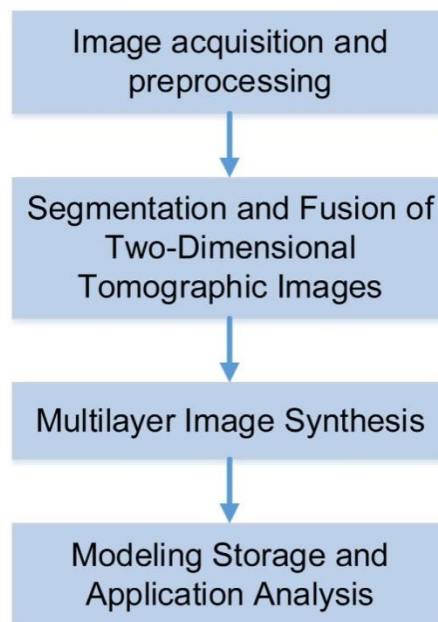 Image acquisition and
preprocessing
Segmentation and Fusion of
Two-Dimensional
Tomographic Images
Multilayer Image Synthesis
Modeling Storage and
Application Analysis